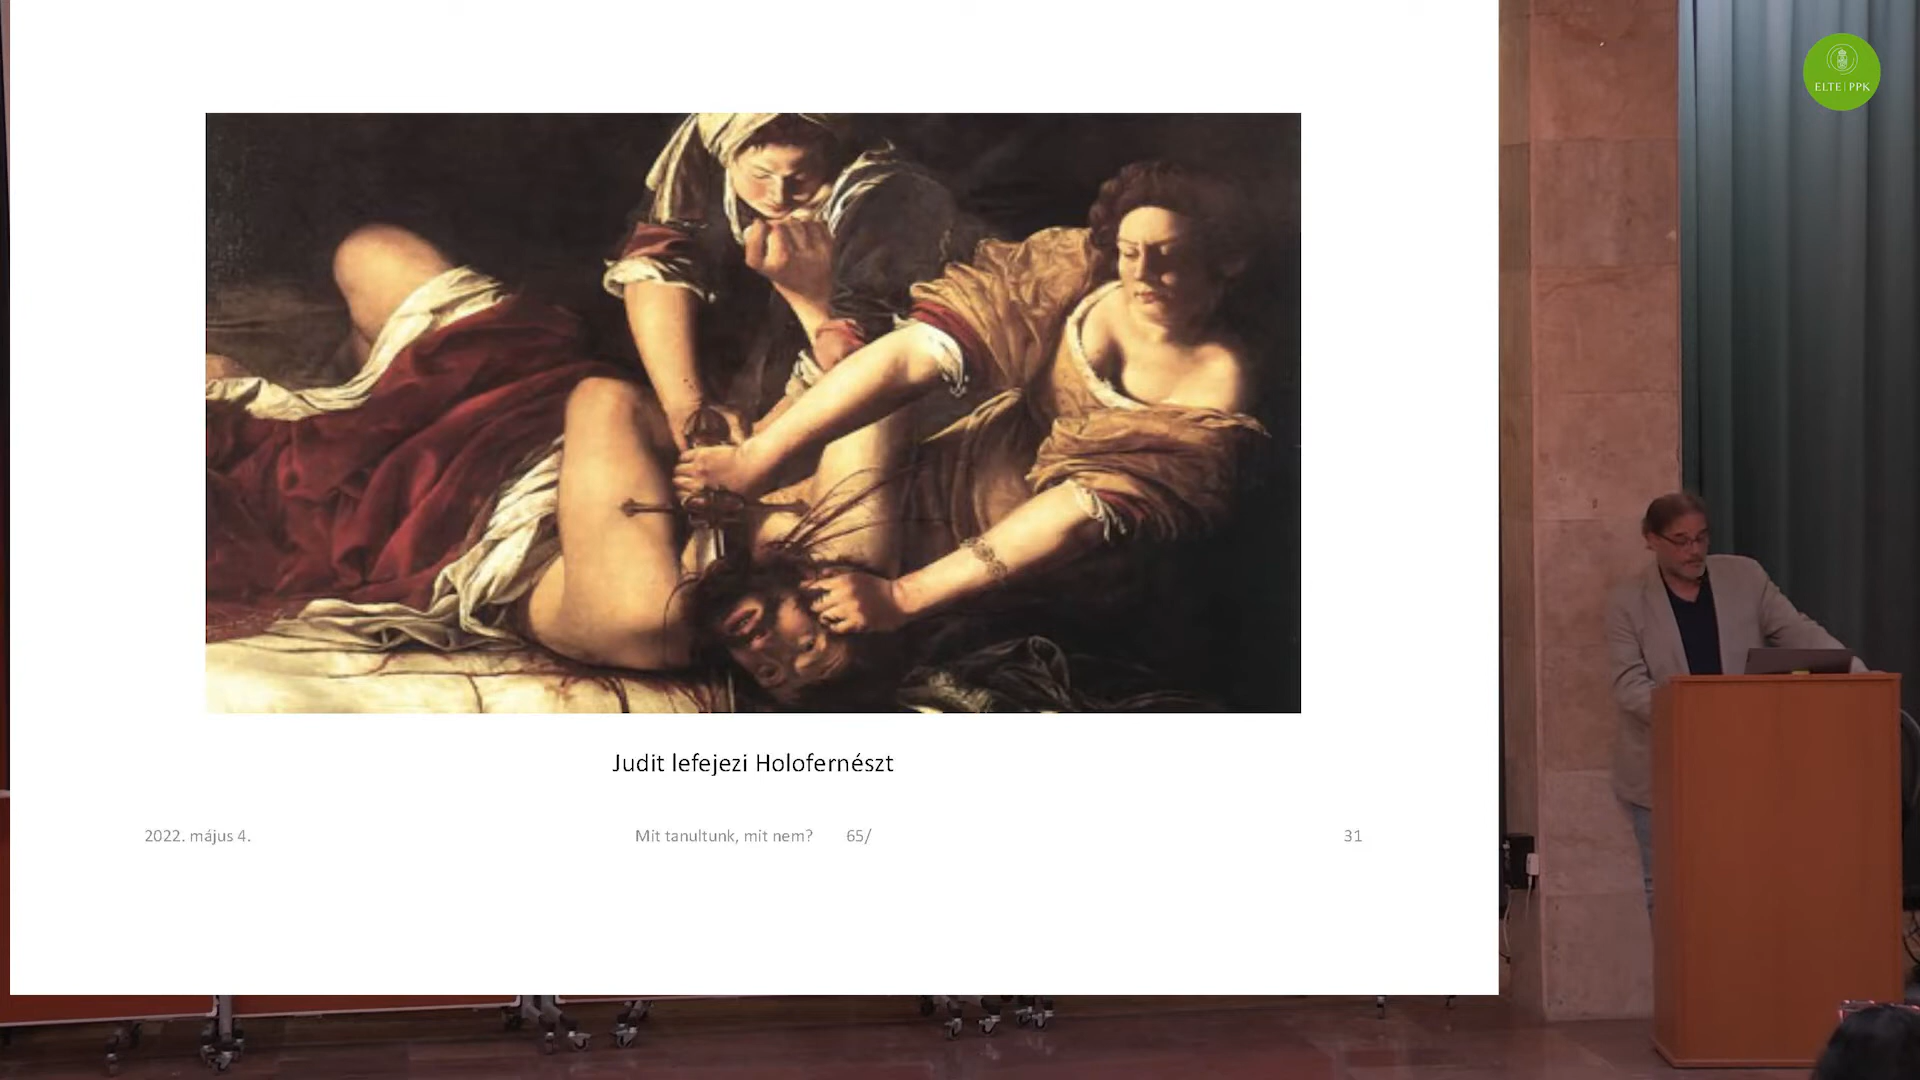 ELTE | PPK
Judit lefejezi Holofernészt
2022. május 4.
Mit tanultunk, mit nem? 65/
31